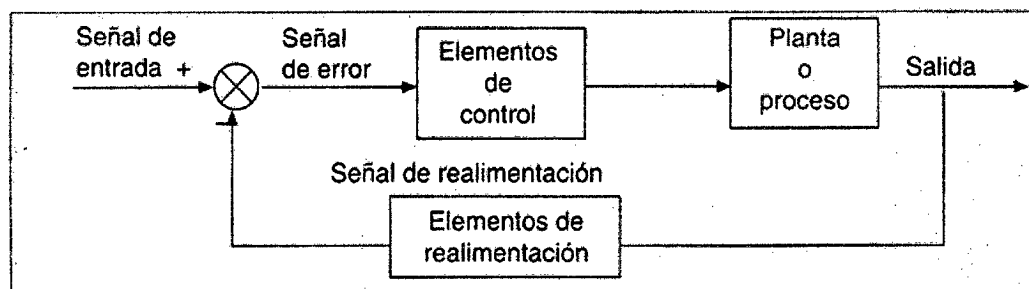 Señal de
entrada +
Señal
de error
Elementos
de
control
Planta
o
proceso
Salida
–
Señal de realimentación
Elementos de
realimentación